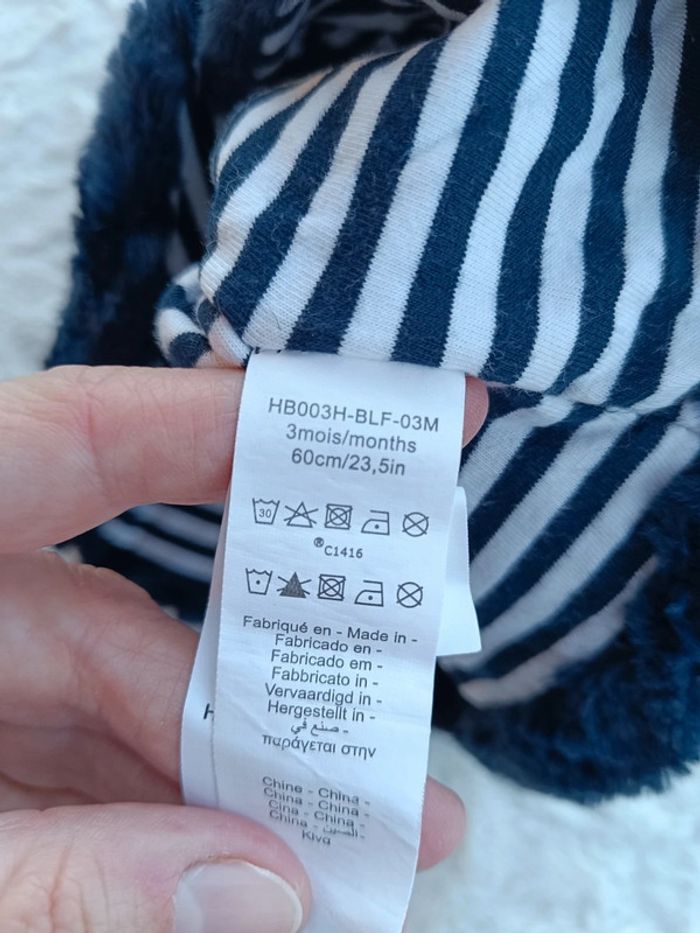 HB003H-BLF-03M
3mois/months
60cm/23,5in
30
®C1416
Fabriqué en - Made in -
Fabricado en -
Fabricado em -
Fabbricato in -
Vervaardigd in -
Hergestellt in -
صنع في -
παράγεται στην
Chine - China -
China - China -
Cina - China -
China - الصين -
Κίνα